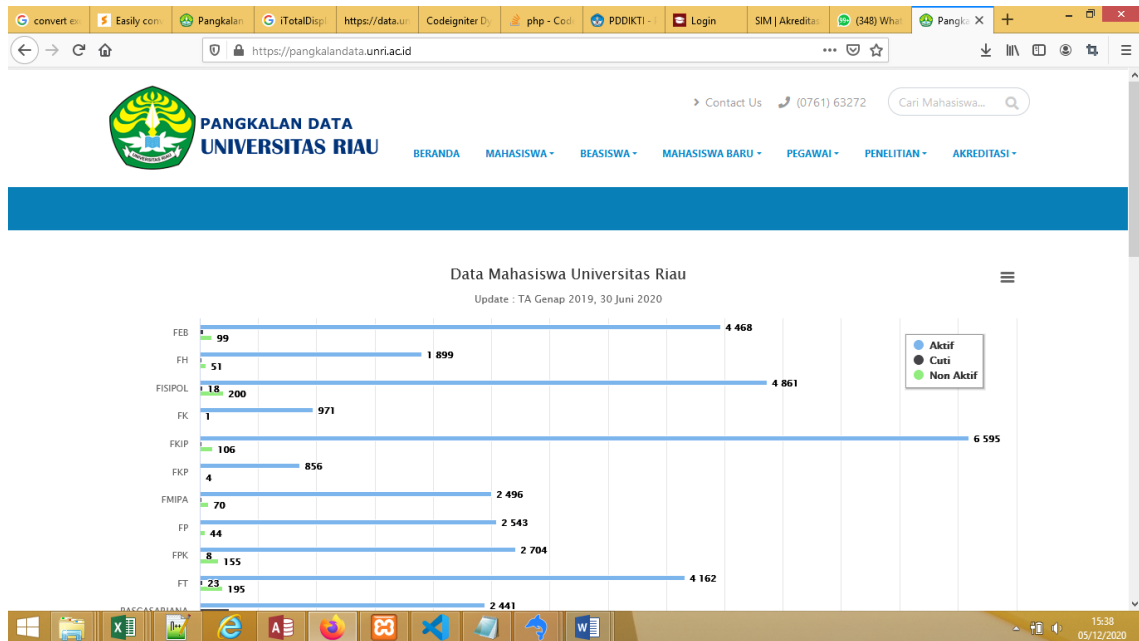 convert ex
Easily com
Pangkalan
iTotalDispl
https://data.un
Codeigniter Dy
php - Cod
PDDIKTI -
Login
SIM | Akreditas
(348) What
Pangka
https://pangkalandata.unri.ac.id
Contact Us (0761) 63272 Cari Mahasiswa...
PANGKALAN DATA
UNIVERSITAS RIAU
BERANDA MAHASISWA BEASISWA MAHASISWA BARU PEGAWAI PENELITIAN AKREDITASI
Data Mahasiswa Universitas Riau
Update : TA Genap 2019, 30 Juni 2020
FEB 4 468
99
FH 1 899
51
FISIPOL 4 861
18
200
FK 971
1
FKIP 6 595
106
FKP 856
4
FMIPA 2 496
70
FP 2 543
44
FPK 2 704
8
155
FT 4 162
23
195
PASCASARJANA 2 441
Aktif
Cuti
Non Aktif
15:38
05/12/2020